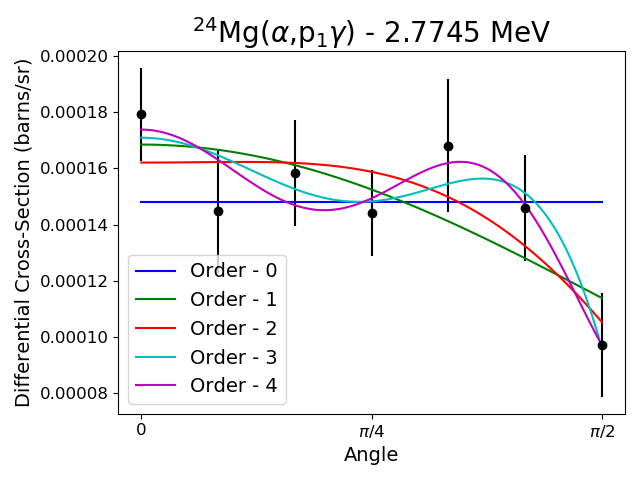 ²⁴Mg(α,p₁γ) - 2.7745 MeV
Differential Cross-Section (barns/sr)
0.00020
0.00018
0.00016
0.00014
0.00012
0.00010
0.00008
Order - 0
Order - 1
Order - 2
Order - 3
Order - 4
0
π/4
π/2
Angle